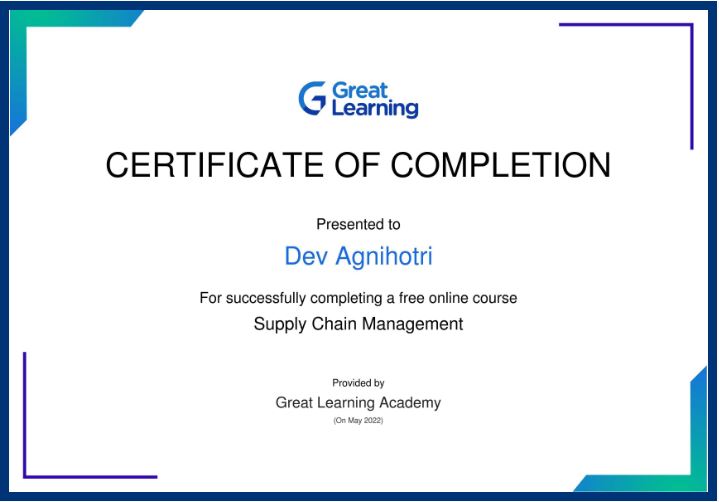 Great
Learning
CERTIFICATE OF COMPLETION
Presented to
Dev Agnihotri
For successfully completing a free online course
Supply Chain Management
Provided by
Great Learning Academy
(On May 2022)